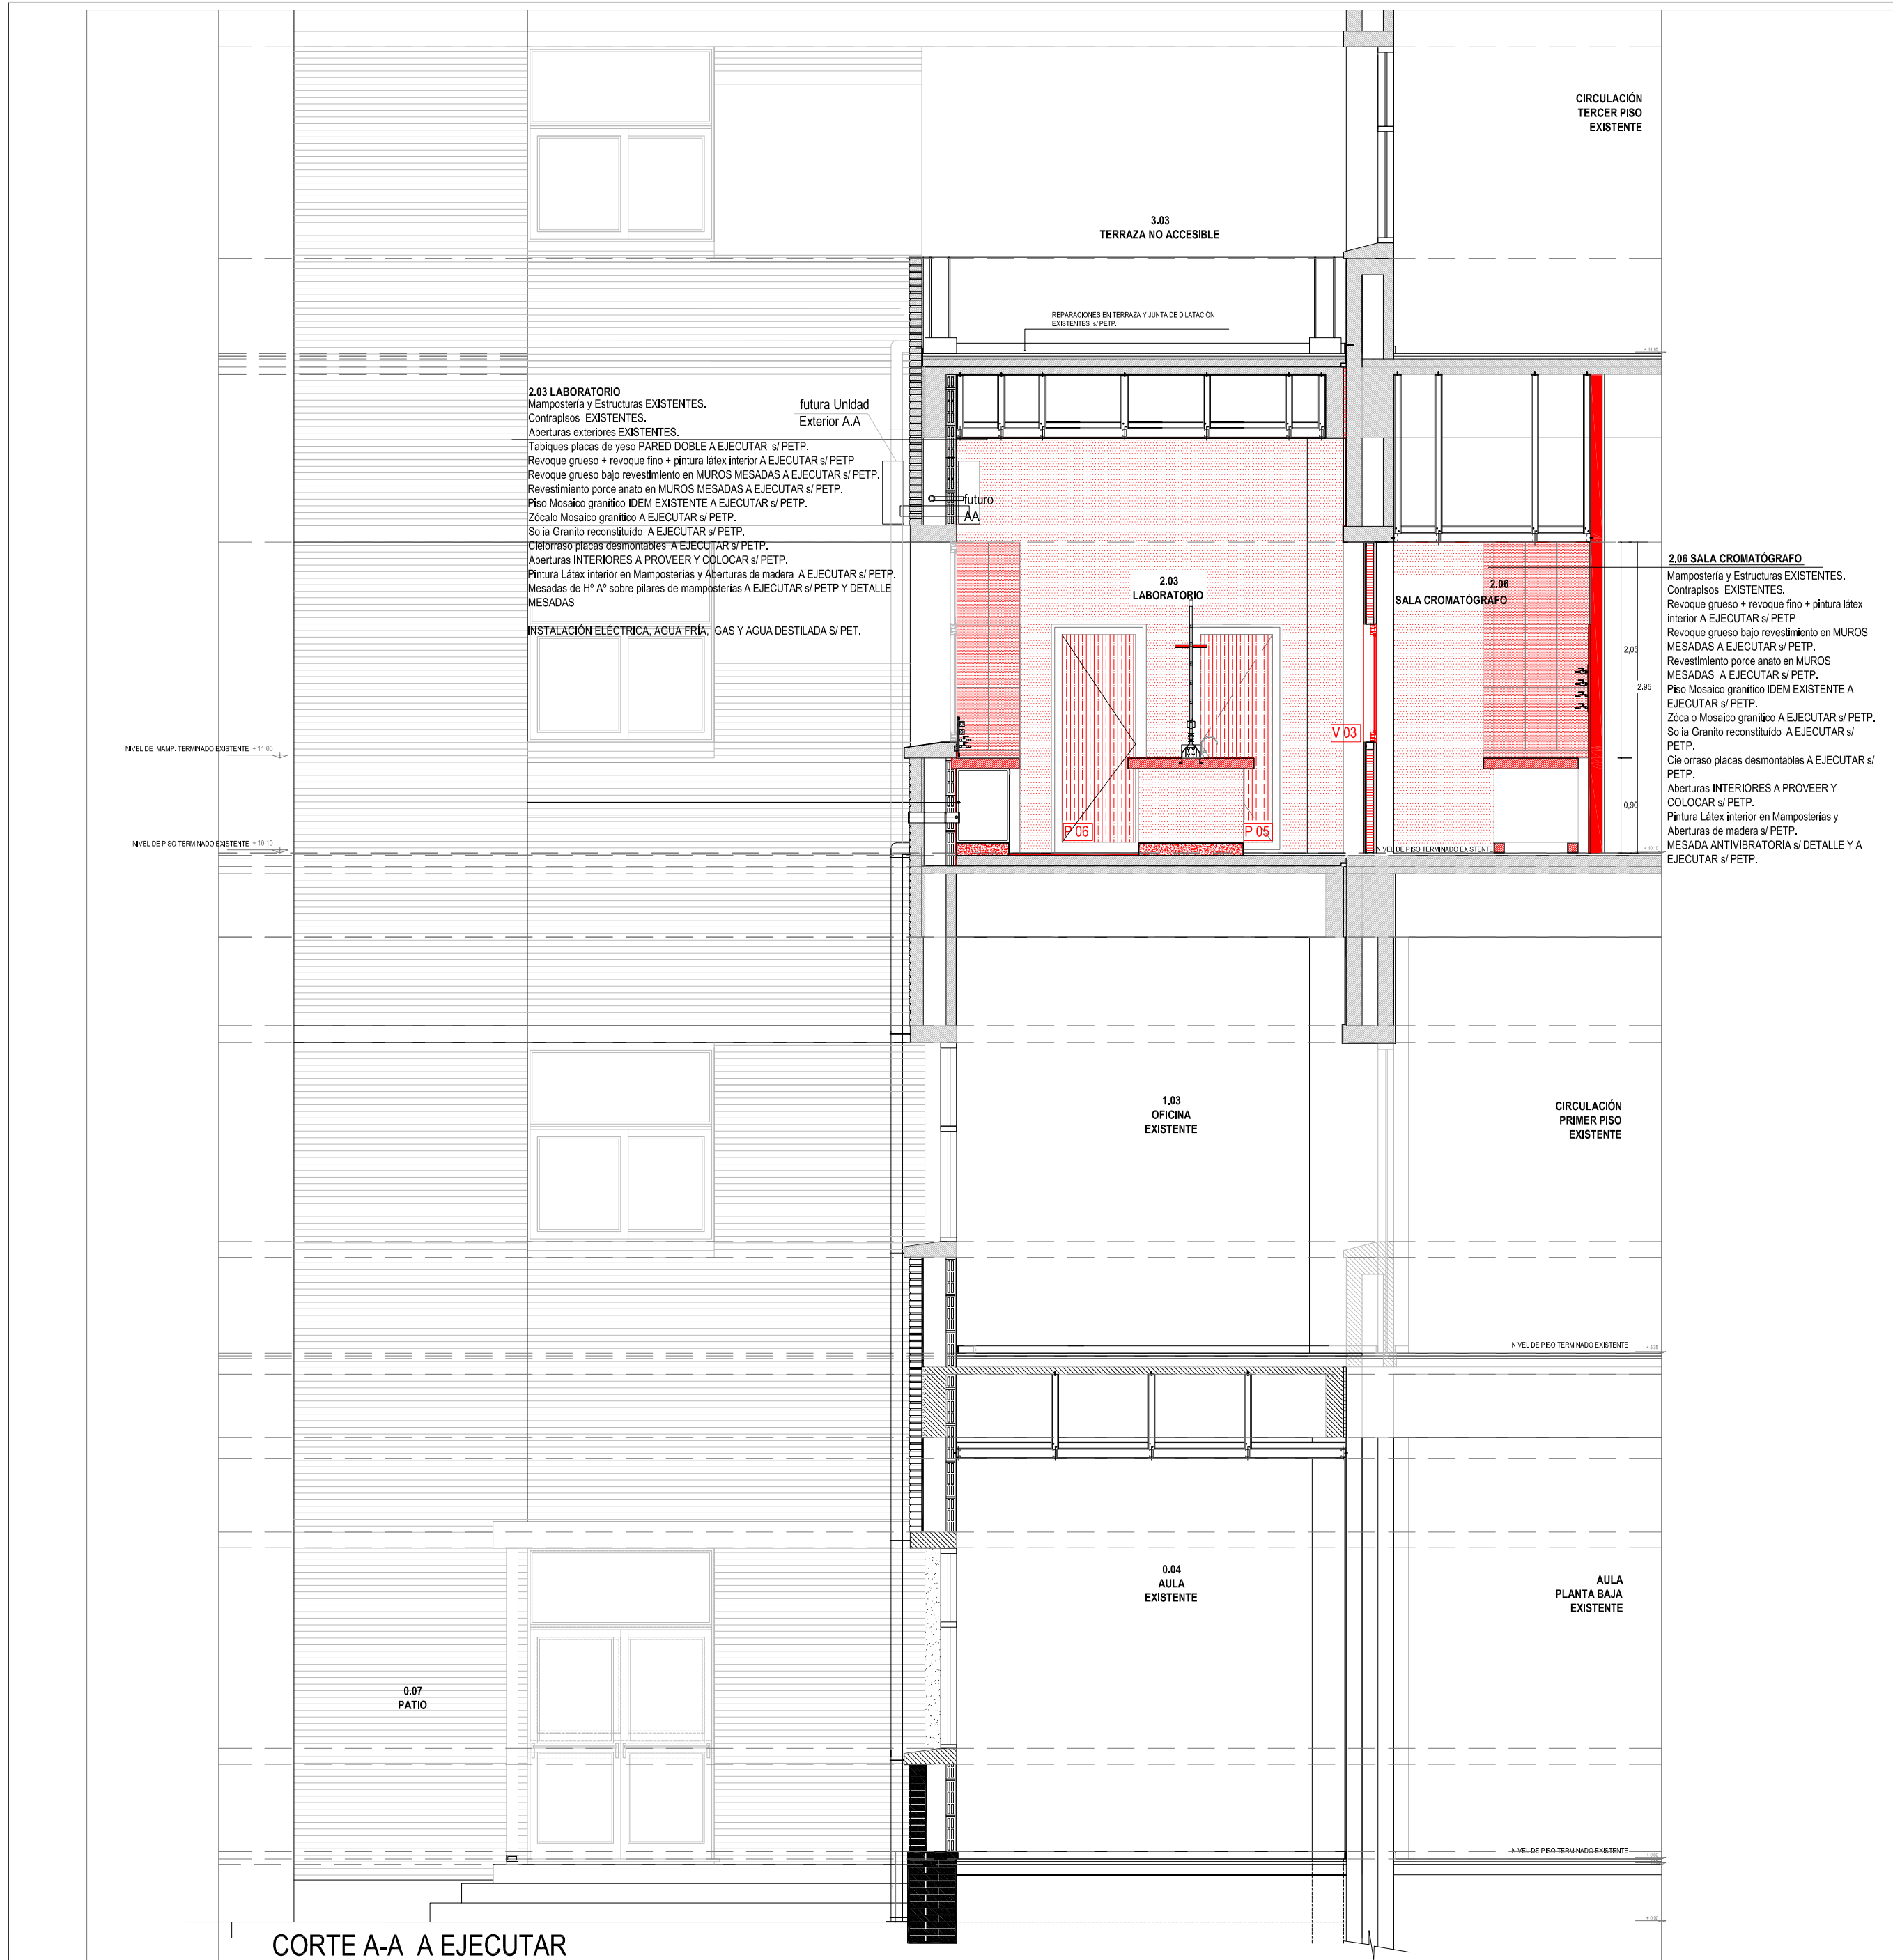 CIRCULACIÓN
TERCER PISO
EXISTENTE
3.03
TERRAZA NO ACCESIBLE
REPARACIONES EN TERRAZA Y JUNTA DE DILATACIÓN
EXISTENTES s/ PETP.
2,03 LABORATORIO
Mampostería y Estructuras EXISTENTES.
Contrapisos EXISTENTES.
Aberturas exteriores EXISTENTES.
Tabiques placas de yeso PARED DOBLE A EJECUTAR s/ PETP.
Revoque grueso + revoque fino + pintura látex interior A EJECUTAR s/ PETP
Revoque grueso bajo revestimiento en MUROS MESADAS A EJECUTAR s/ PETP.
Revestimiento porcelanato en MUROS MESADAS A EJECUTAR s/ PETP.
Piso Mosaico granítico IDEM EXISTENTE A EJECUTAR s/ PETP.
Zócalo Mosaico granítico A EJECUTAR s/ PETP.
Solia Granito reconstituído A EJECUTAR s/ PETP.
Cielorraso placas desmontables A EJECUTAR s/ PETP.
Aberturas INTERIORES A PROVEER Y COLOCAR s/ PETP.
Pintura Látex interior en Mamposterías y Aberturas de madera A EJECUTAR s/ PETP.
Mesadas de Hº Aº sobre pilares de mamposterías A EJECUTAR s/ PETP Y DETALLE
MESADAS
INSTALACIÓN ELÉCTRICA, AGUA FRÍA, GAS Y AGUA DESTILADA S/ PET.
futura Unidad
Exterior A.A
futuro
AA
2.03
LABORATORIO
2.06
SALA CROMATÓGRAFO
2.06 SALA CROMATÓGRAFO
Mampostería y Estructuras EXISTENTES.
Contrapisos EXISTENTES.
Revoque grueso + revoque fino + pintura látex
interior A EJECUTAR s/ PETP
Revoque grueso bajo revestimiento en MUROS
MESADAS A EJECUTAR s/ PETP.
Revestimiento porcelanato en MUROS
MESADAS A EJECUTAR s/ PETP.
Piso Mosaico granítico IDEM EXISTENTE A
EJECUTAR s/ PETP.
Zócalo Mosaico granítico A EJECUTAR s/ PETP.
Solia Granito reconstituído A EJECUTAR s/
PETP.
Cielorraso placas desmontables A EJECUTAR s/
PETP.
Aberturas INTERIORES A PROVEER Y
COLOCAR s/ PETP.
Pintura Látex interior en Mamposterías y
Aberturas de madera s/ PETP.
MESADA ANTIVIBRATORIA s/ DETALLE Y A
EJECUTAR s/ PETP.
2,05
2.95
0,90
V 03
P 06
P 05
NIVEL DE MAMP. TERMINADO EXISTENTE + 11.00
NIVEL DE PISO TERMINADO EXISTENTE + 10,10
NIVEL DE PISO TERMINADO EXISTENTE
1.03
OFICINA
EXISTENTE
CIRCULACIÓN
PRIMER PISO
EXISTENTE
NIVEL DE PISO TERMINADO EXISTENTE
0.04
AULA
EXISTENTE
AULA
PLANTA BAJA
EXISTENTE
0.07
PATIO
NIVEL DE PISO TERMINADO EXISTENTE
CORTE A-A A EJECUTAR